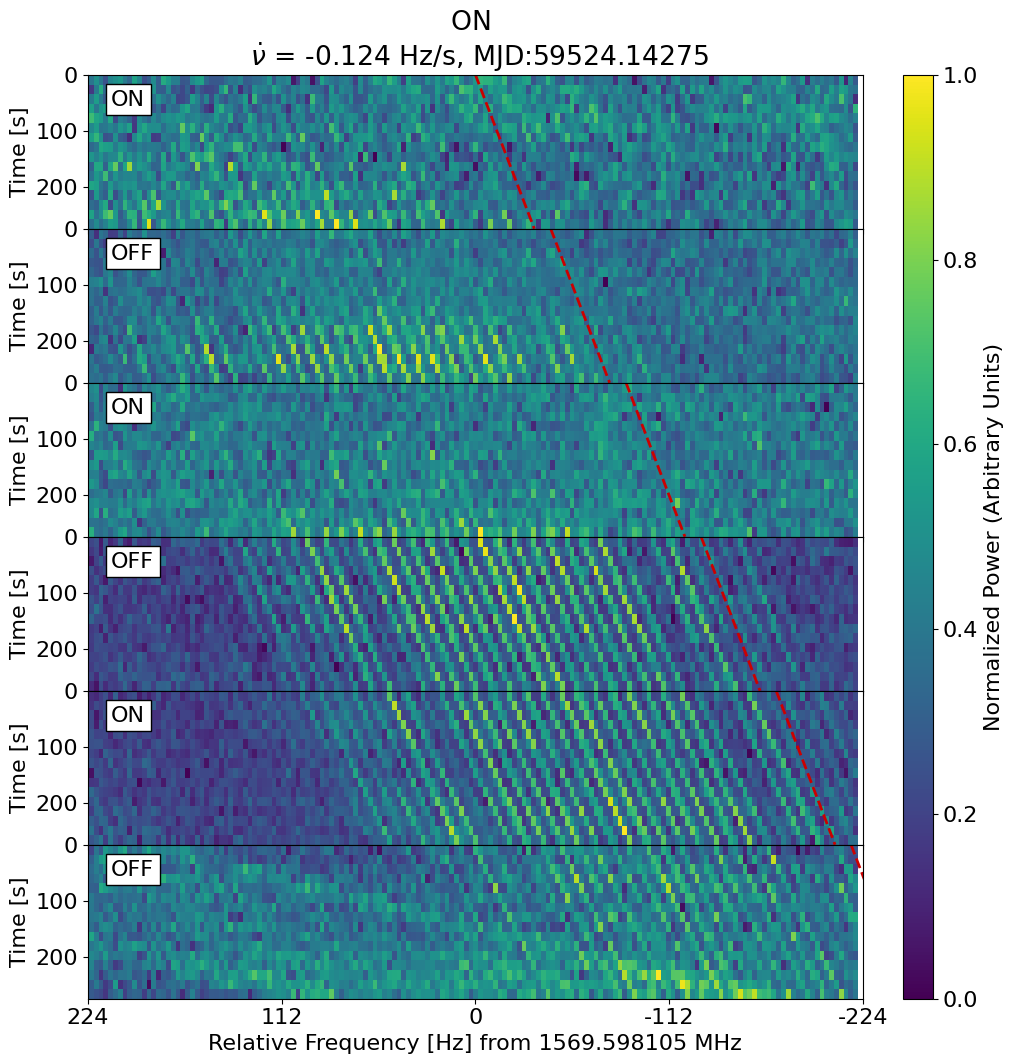 ON
ν̇ = -0.124 Hz/s, MJD:59524.14275
0
100
200
Time [s]
ON
0
100
200
Time [s]
OFF
0
100
200
Time [s]
ON
0
100
200
Time [s]
OFF
0
100
200
Time [s]
ON
0
100
200
Time [s]
OFF
224
112
0
-112
-224
Relative Frequency [Hz] from 1569.598105 MHz
1.0
0.8
0.6
0.4
0.2
0.0
Normalized Power (Arbitrary Units)